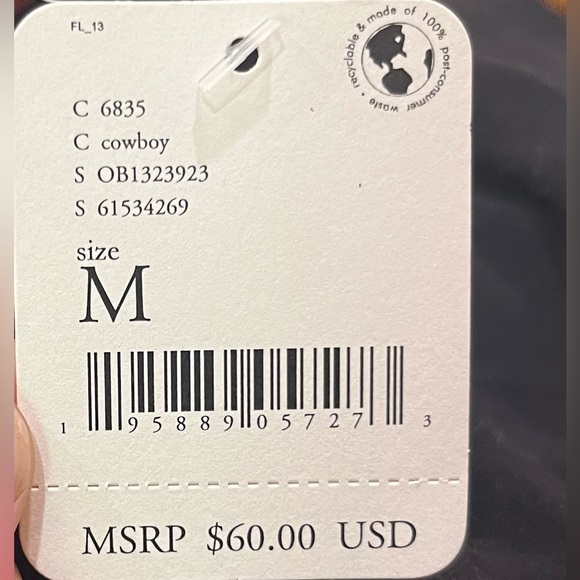 FL_13
recyclable & made of 100% post-consumer waste •
C 6835
C cowboy
S OB1323923
S 61534269
size
M
1 95889 05727 3
MSRP $60.00 USD